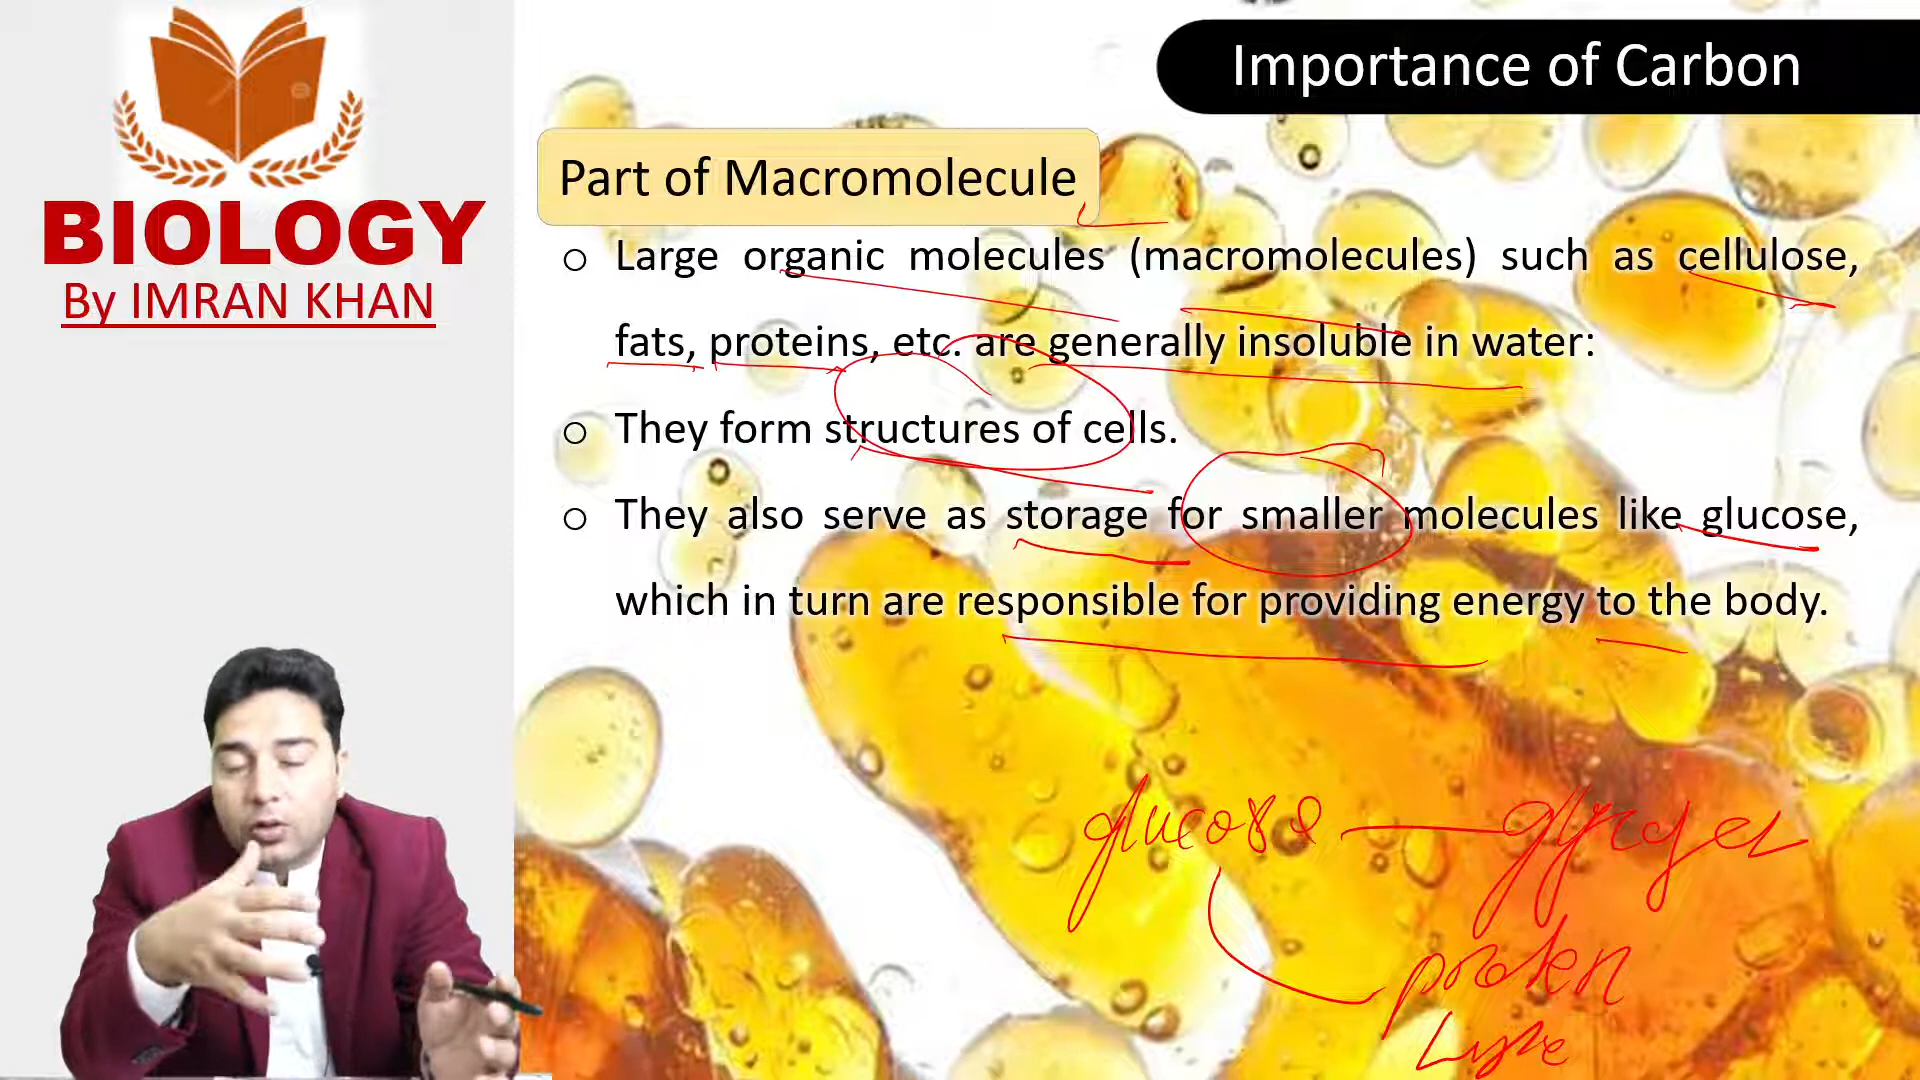 BIOLOGY
By IMRAN KHAN
Importance of Carbon
Part of Macromolecule
Large organic molecules (macromolecules) such as cellulose,
fats, proteins, etc. are generally insoluble in water:
They form structures of cells.
They also serve as storage for smaller molecules like glucose,
which in turn are responsible for providing energy to the body.
glucose